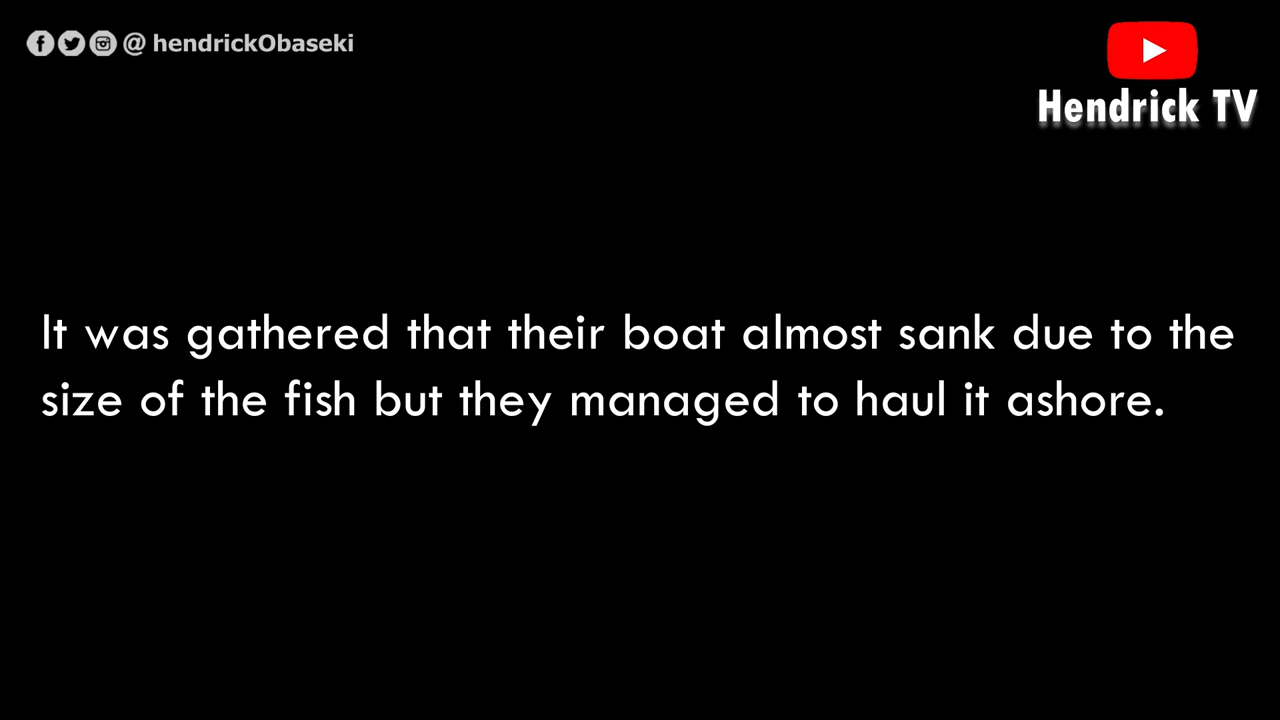 @ hendrickObaseki
Hendrick TV
It was gathered that their boat almost sank due to the
size of the fish but they managed to haul it ashore.